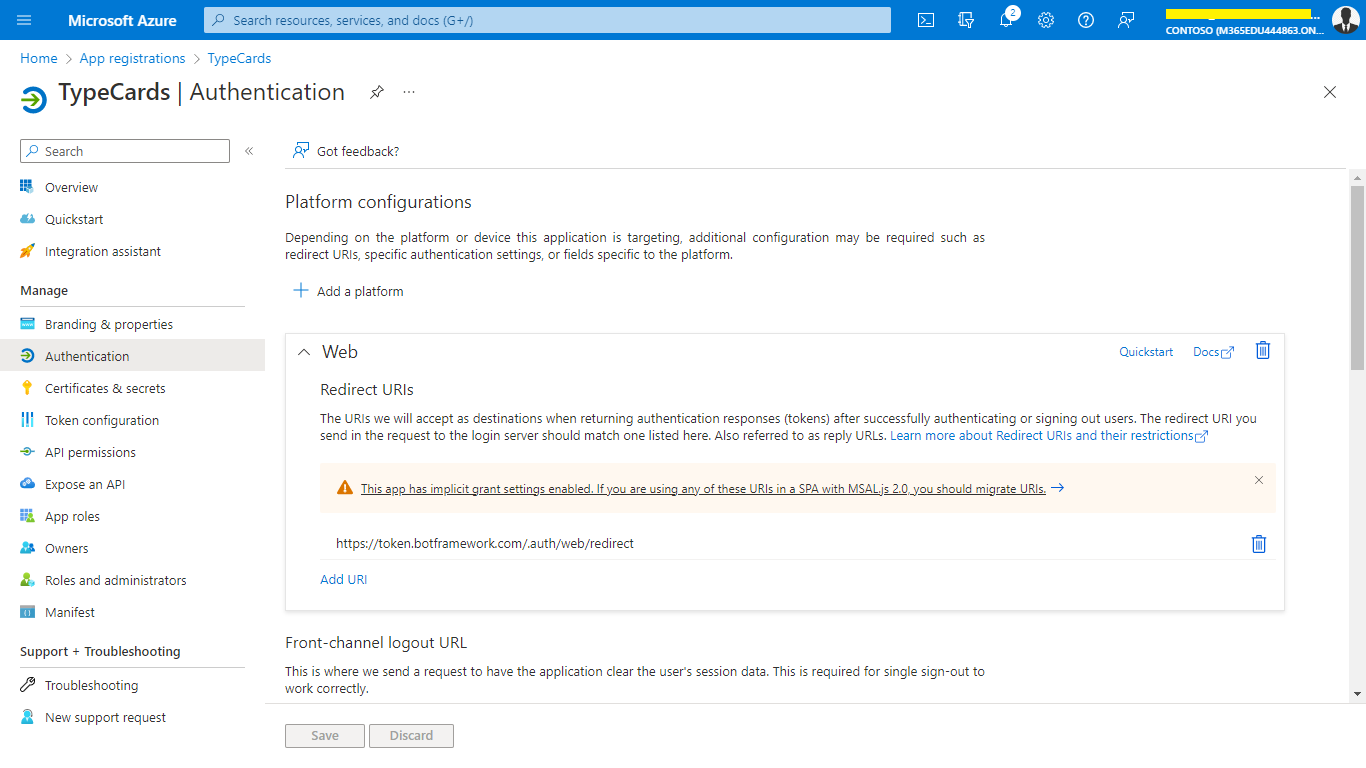 Microsoft Azure
Search resources, services, and docs (G+/)
2
...
CONTOSO (M365EDU444863.ON...
Home > App registrations > TypeCards
TypeCards | Authentication
...
Search
«
Got feedback?
Overview
Quickstart
Integration assistant
Manage
Branding & properties
Authentication
Certificates & secrets
Token configuration
API permissions
Expose an API
App roles
Owners
Roles and administrators
Manifest
Support + Troubleshooting
Troubleshooting
New support request
Platform configurations
Depending on the platform or device this application is targeting, additional configuration may be required such as
redirect URIs, specific authentication settings, or fields specific to the platform.
Add a platform
Web
Quickstart
Docs
Redirect URIs
The URIs we will accept as destinations when returning authentication responses (tokens) after successfully authenticating or signing out users. The redirect URI you
send in the request to the login server should match one listed here. Also referred to as reply URLs. Learn more about Redirect URIs and their restrictions
This app has implicit grant settings enabled. If you are using any of these URIs in a SPA with MSAL.js 2.0, you should migrate URIs.
https://token.botframework.com/.auth/web/redirect
Add URI
Front-channel logout URL
This is where we send a request to have the application clear the user's session data. This is required for single sign-out to
work correctly.
Save
Discard